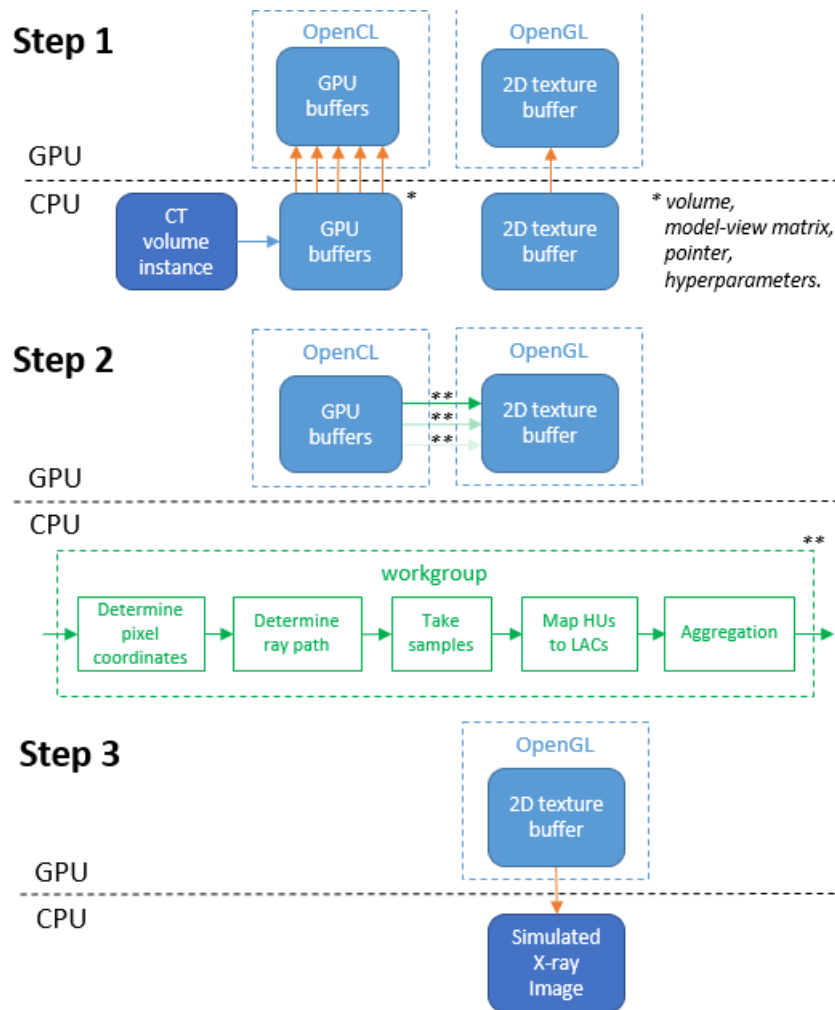 Step 1
OpenCL
OpenGL
GPU
buffers
2D texture
buffer
GPU
CPU
CT
volume
instance
GPU
buffers
*
2D texture
buffer
* volume,
model-view matrix,
pointer,
hyperparameters.
Step 2
OpenCL
OpenGL
GPU
buffers
**
**
**
2D texture
buffer
GPU
CPU
**
workgroup
Determine
pixel
coordinates
Determine
ray path
Take
samples
Map HUs
to LACs
Aggregation
Step 3
OpenGL
2D texture
buffer
GPU
CPU
Simulated
X-ray
Image